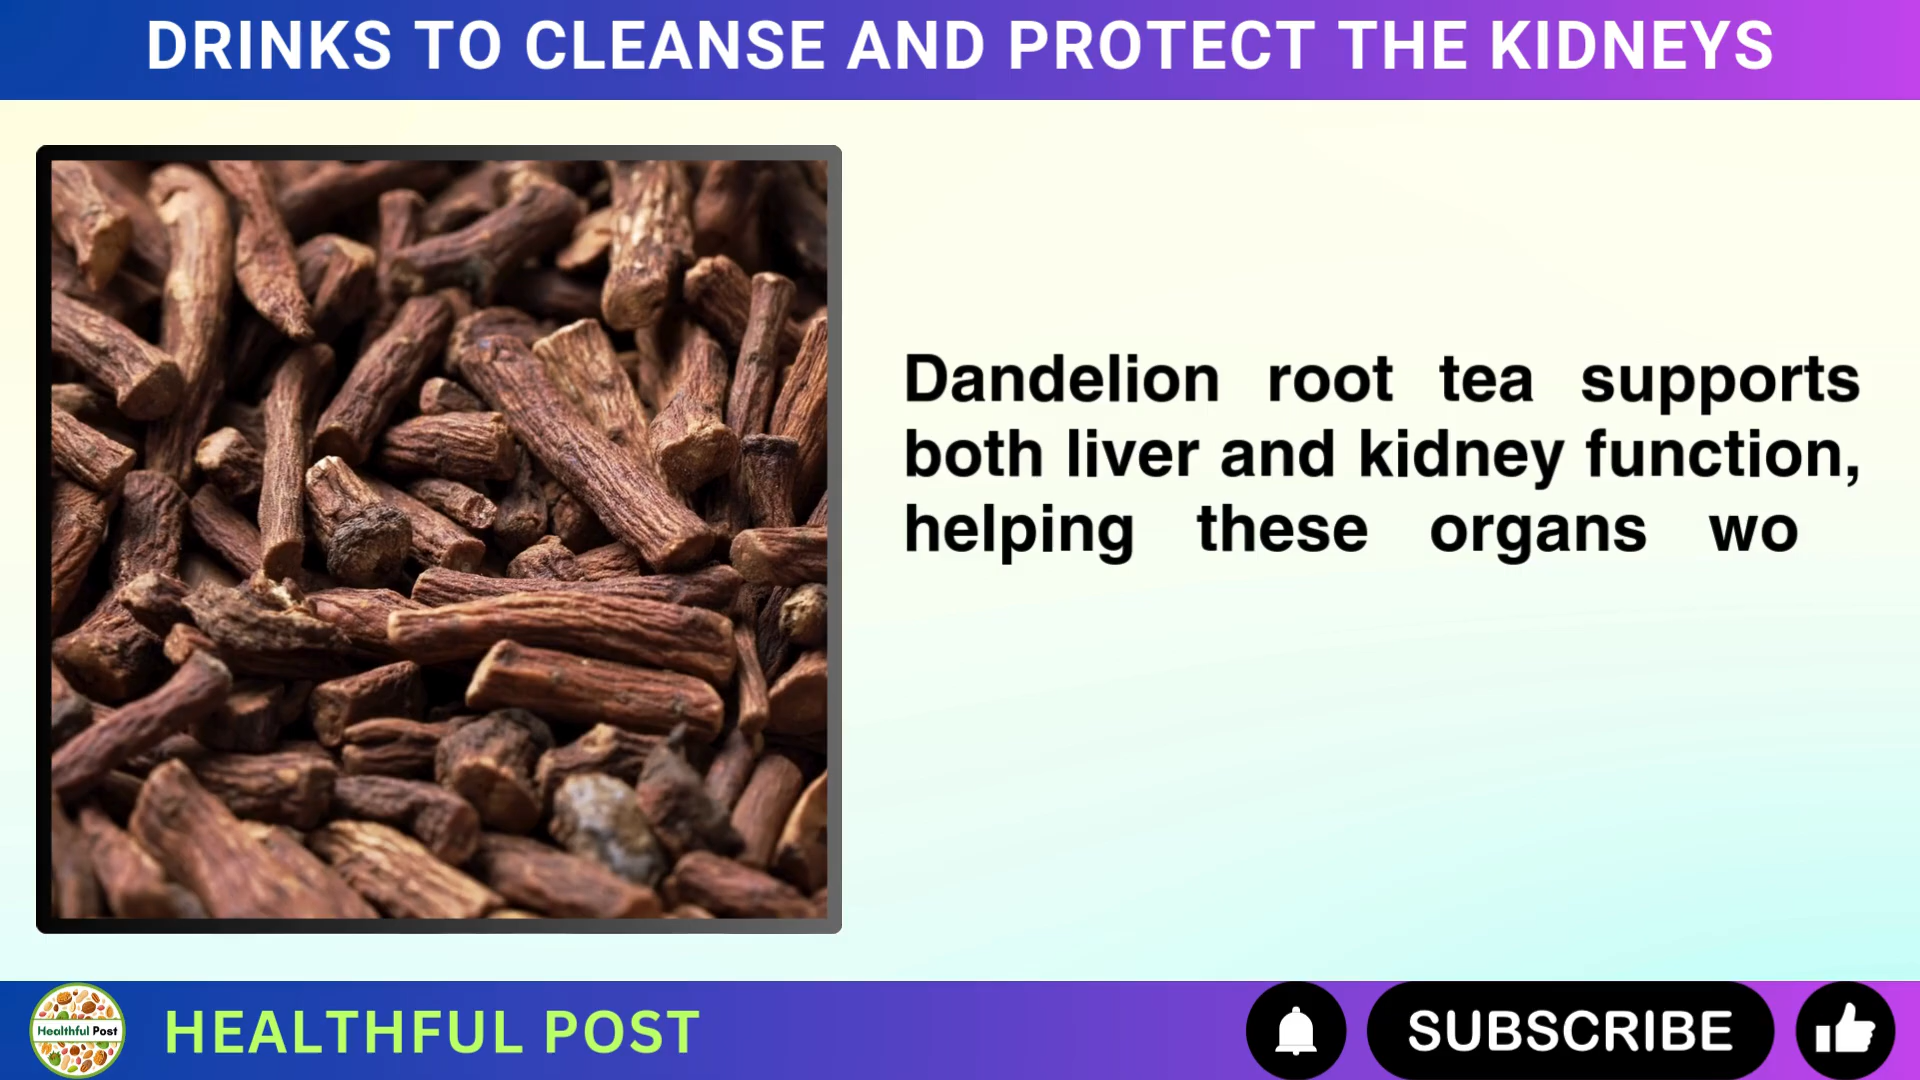 DRINKS TO CLEANSE AND PROTECT THE KIDNEYS
Dandelion root tea supports
both liver and kidney function,
helping these organs wo
Healthful Post
HEALTHFUL POST
SUBSCRIBE